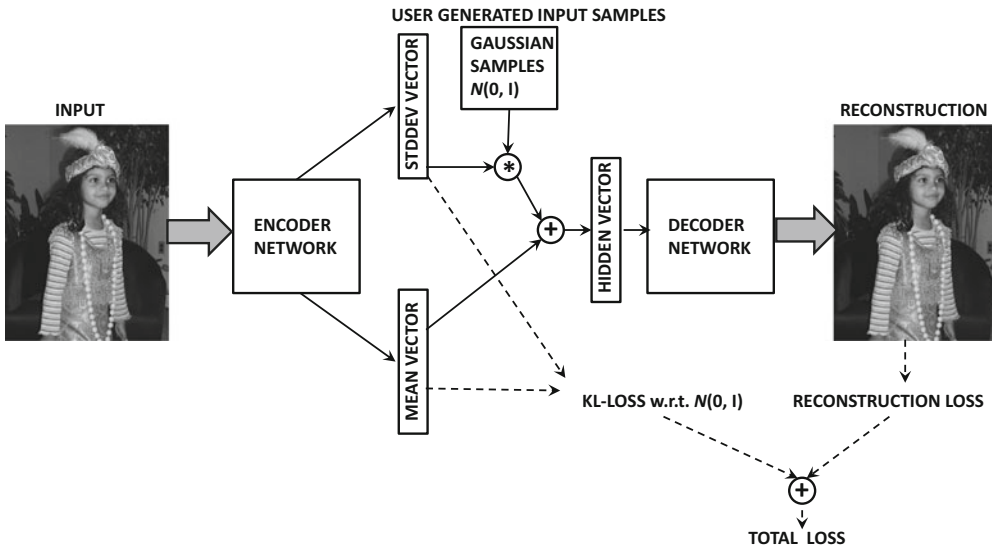 USER GENERATED INPUT SAMPLES
GAUSSIAN
SAMPLES
N(0, I)
STDDEV VECTOR
INPUT
RECONSTRUCTION
*
ENCODER
NETWORK
+
HIDDEN VECTOR
DECODER
NETWORK
MEAN VECTOR
KL-LOSS w.r.t. N(0, I)
RECONSTRUCTION LOSS
+
TOTAL LOSS